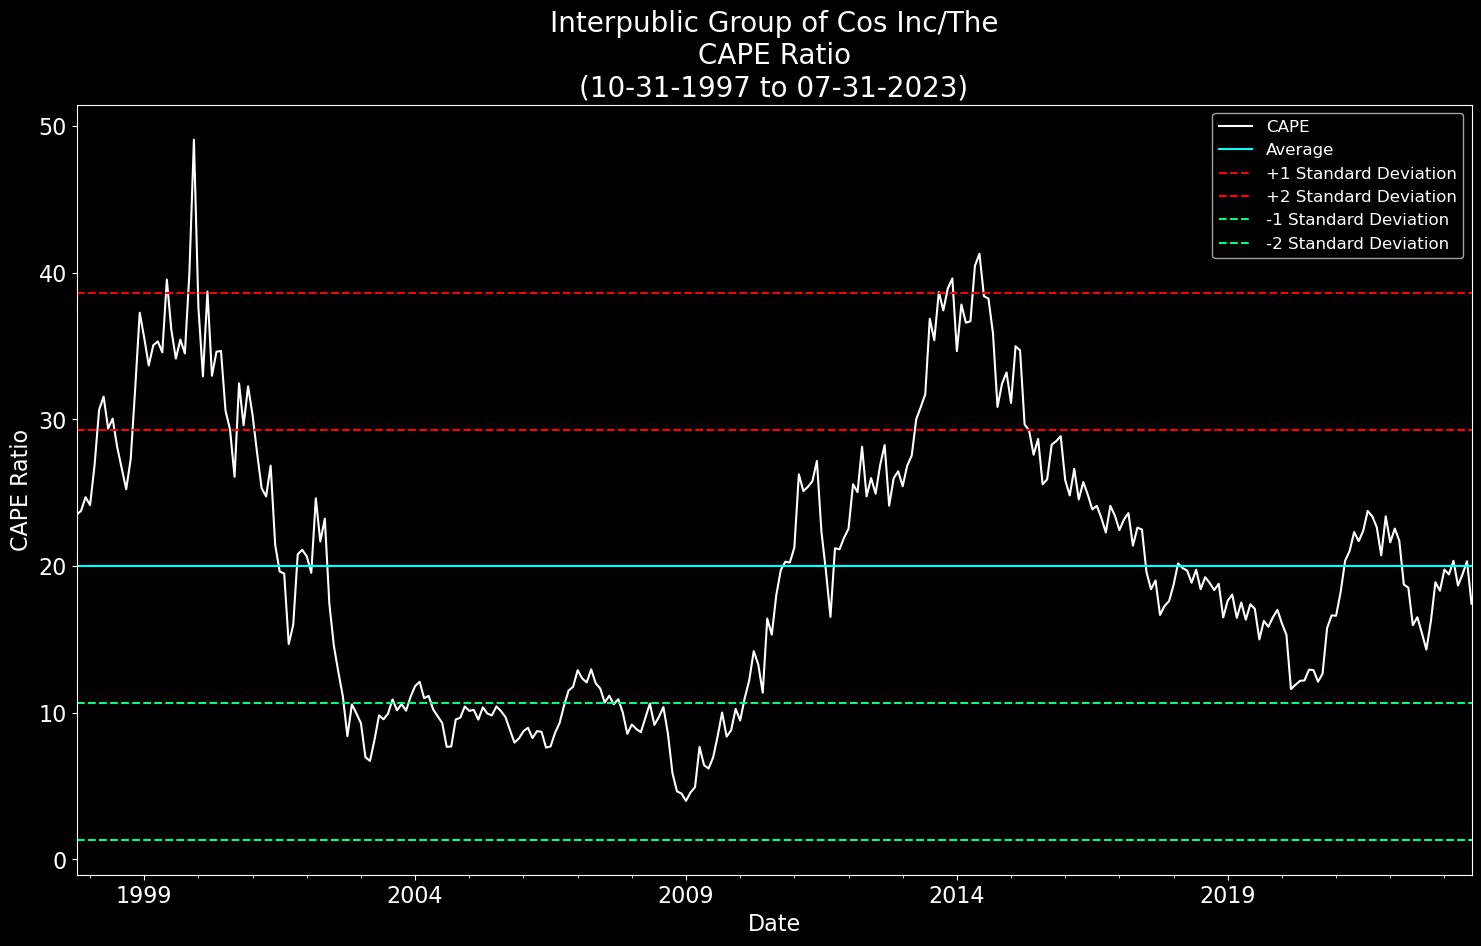 Interpublic Group of Cos Inc/The
CAPE Ratio
(10-31-1997 to 07-31-2023)
CAPE
Average
+1 Standard Deviation
+2 Standard Deviation
-1 Standard Deviation
-2 Standard Deviation
CAPE Ratio
50
40
30
20
10
0
1999 2004 2009 2014 2019
Date